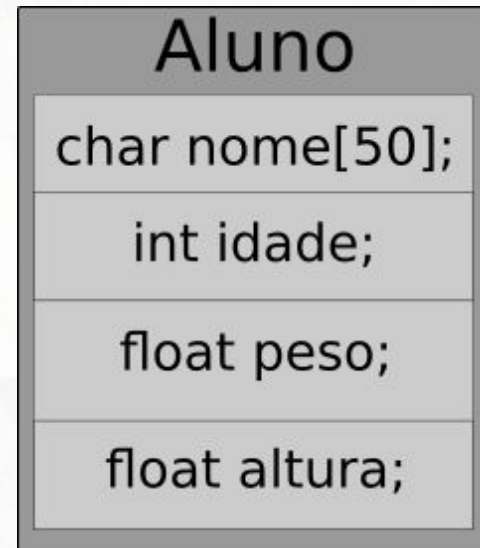 Aluno
char nome[50];
int idade;
float peso;
float altura;